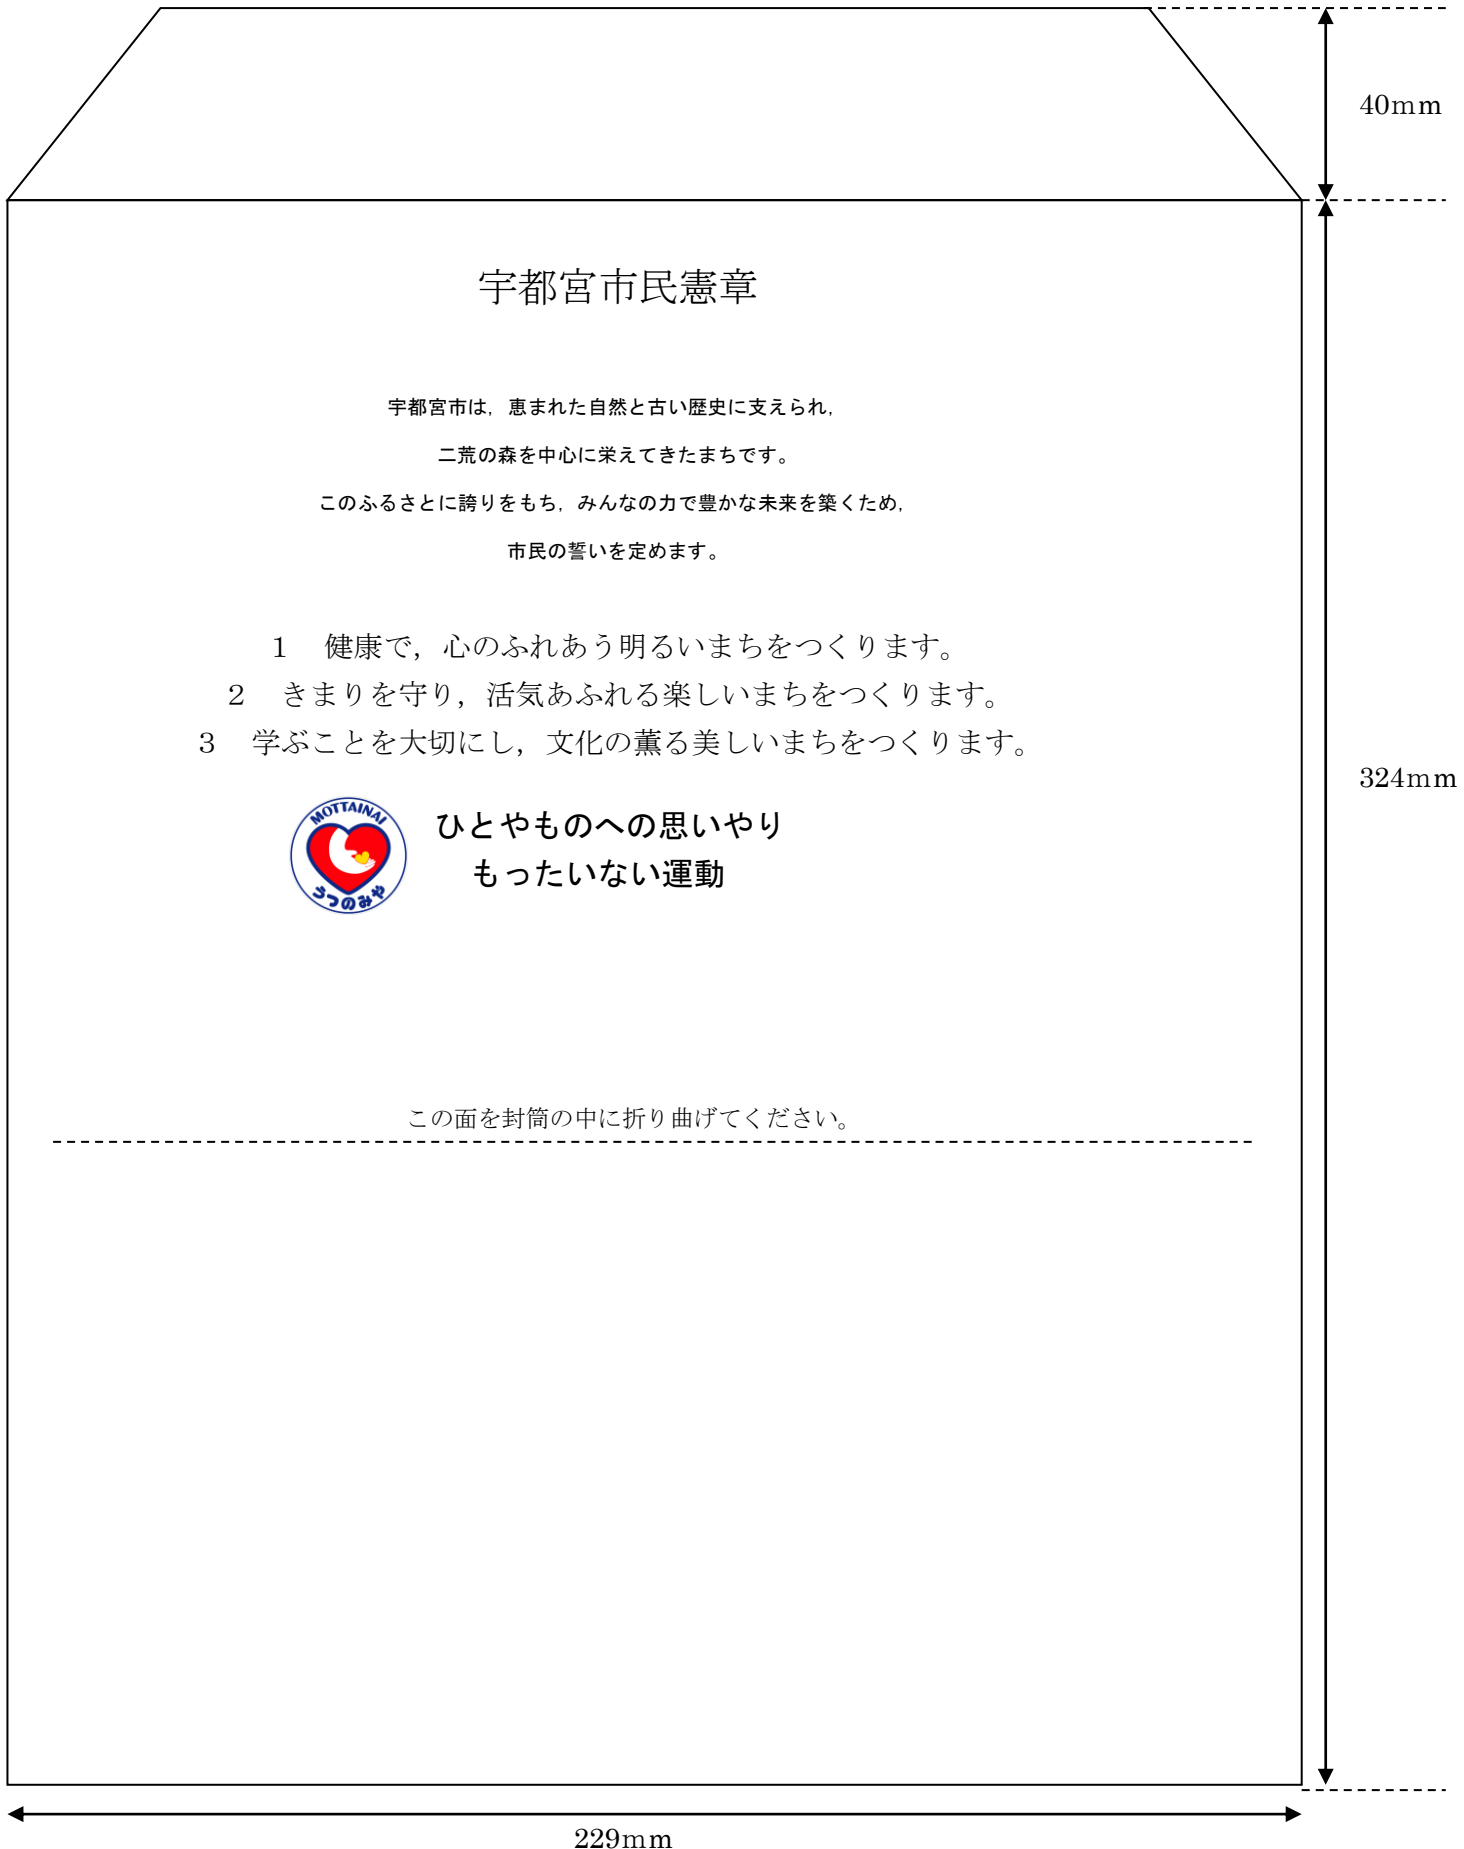 40mm
宇都宮市民憲章
宇都宮市は，恵まれた自然と古い歴史に支えられ，
二荒の森を中心に栄えてきたまちです。
このふるさとに誇りをもち，みんなの力で豊かな未来を築くため，
市民の誓いを定めます。
１　健康で，心のふれあう明るいまちをつくります。
２　きまりを守り，活気あふれる楽しいまちをつくります。
３　学ぶことを大切にし，文化の薫る美しいまちをつくります。
324mm
MOTTAINAI
うつのみや
ひとやものへの思いやり
もったいない運動
この面を封筒の中に折り曲げてください。
229mm